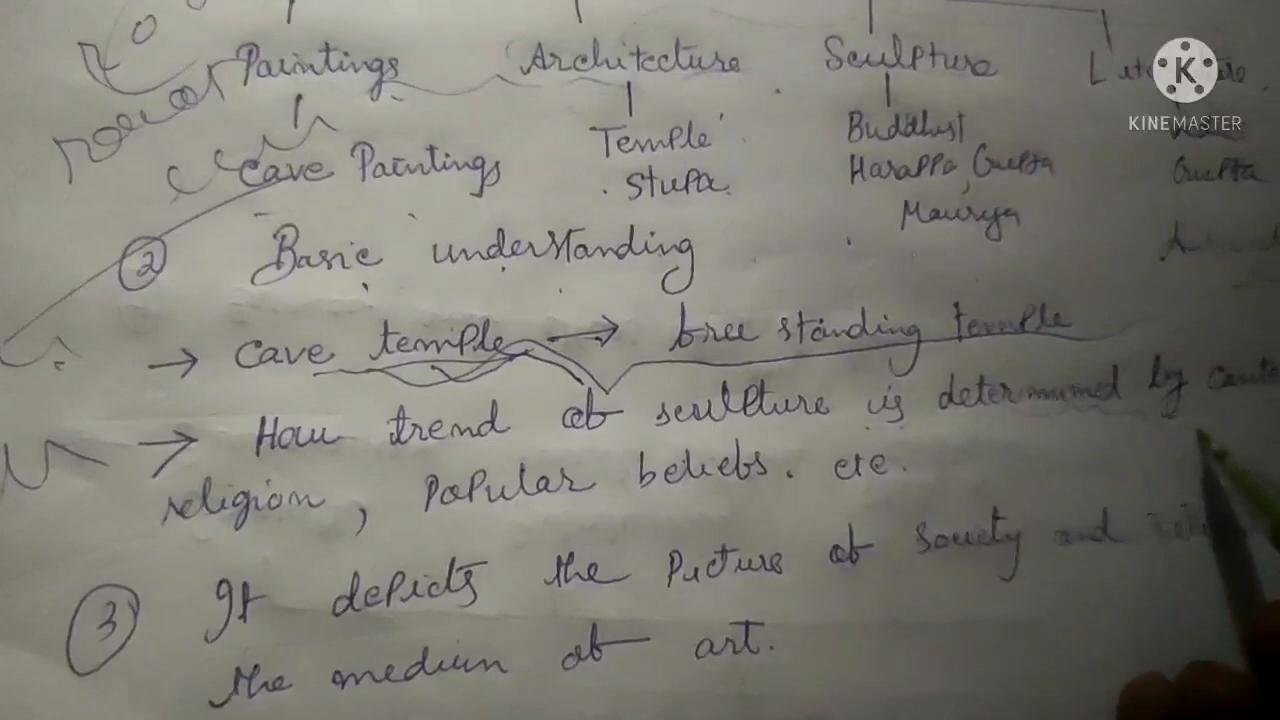 Paintings Architecture Sculpture
Cave Paintings Temple Buddhist
Stupa Harappa, Gupta Gupta
Maurya
KINEMASTER
2 Basic understanding
→ Cave temple → free standing temple
→ How trend of sculpture is determined by
religion, popular beliefs. etc.
3 It depicts the picture of society and
the medium of art.